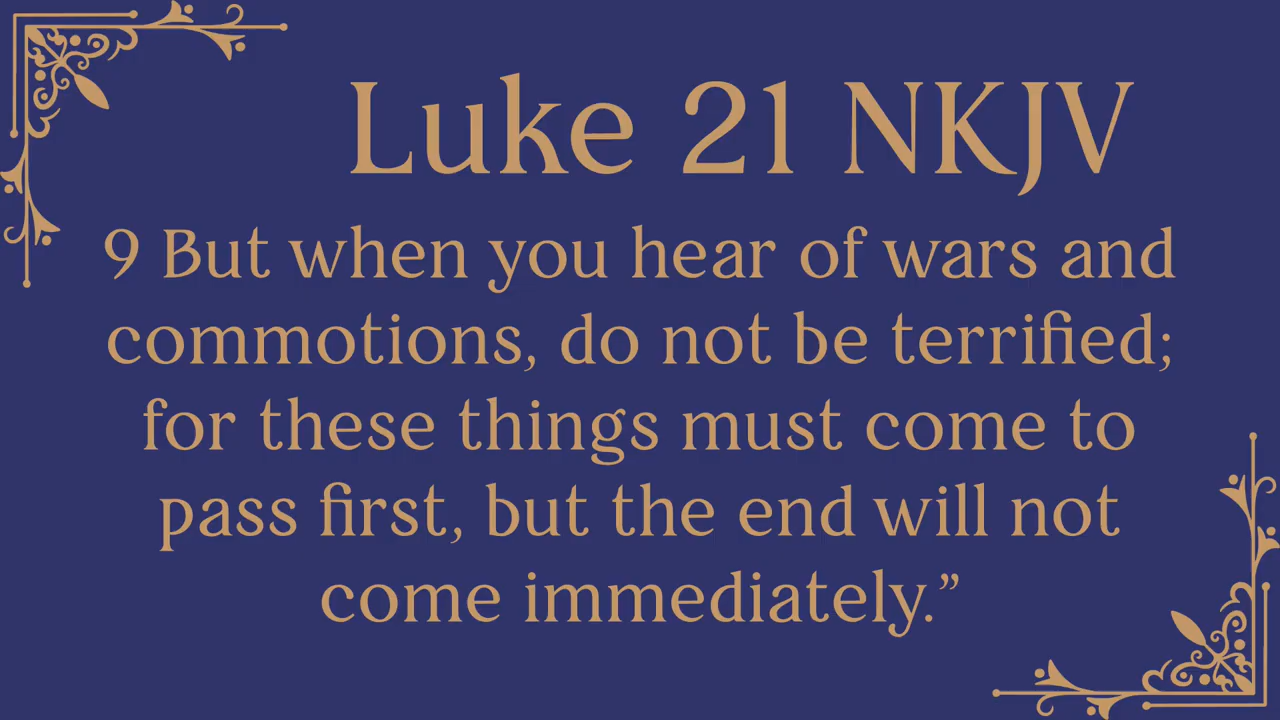 Luke 21 NKJV
9 But when you hear of wars and
commotions, do not be terrified;
for these things must come to
pass first, but the end will not
come immediately.”